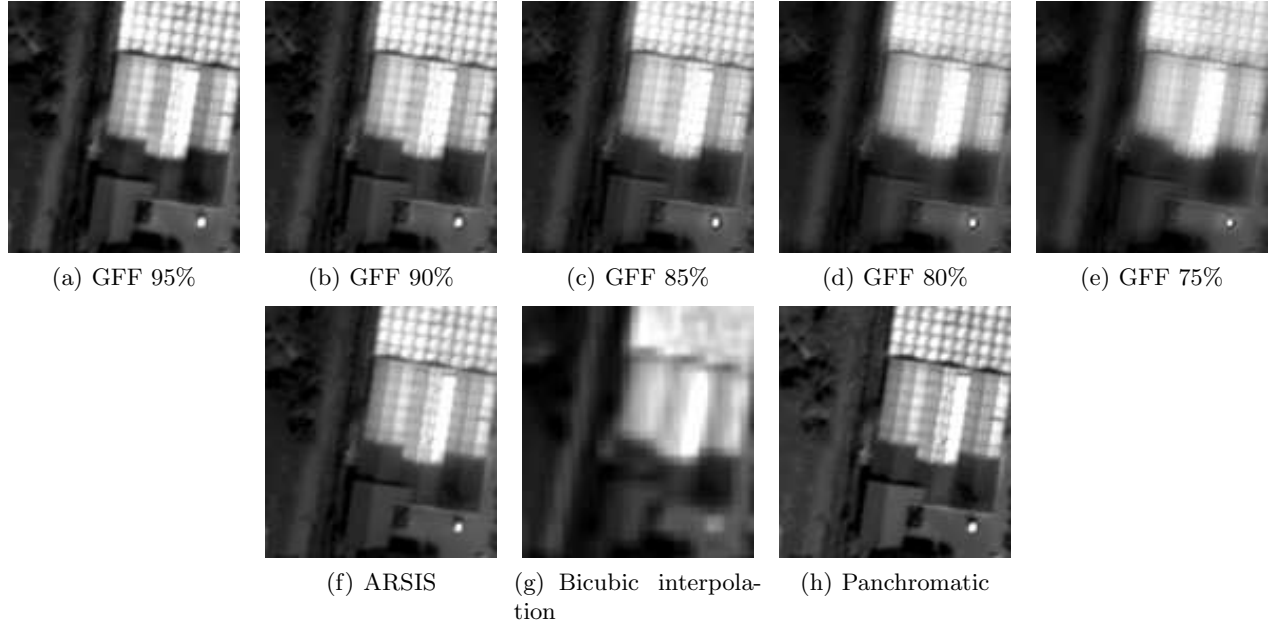 (a) GFF 95%
(b) GFF 90%
(c) GFF 85%
(d) GFF 80%
(e) GFF 75%
(f) ARSIS
(g) Bicubic interpola-
tion
(h) Panchromatic